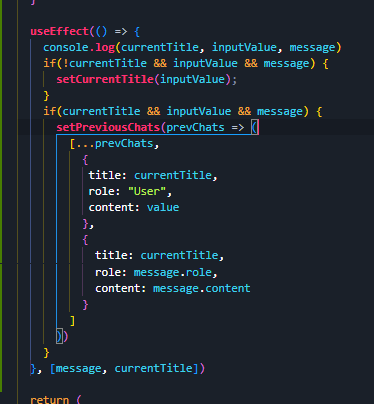 }
useEffect(() => {
console.log(currentTitle, inputValue, message)
if(!currentTitle && inputValue && message) {
setCurrentTitle(inputValue);
}
if(currentTitle && inputValue && message) {
setPreviousChats(prevChats => (
[...prevChats,
{
title: currentTitle,
role: "User",
content: value
},
{
title: currentTitle,
role: message.role,
content: message.content
}
]
))
}
}, [message, currentTitle])
return (